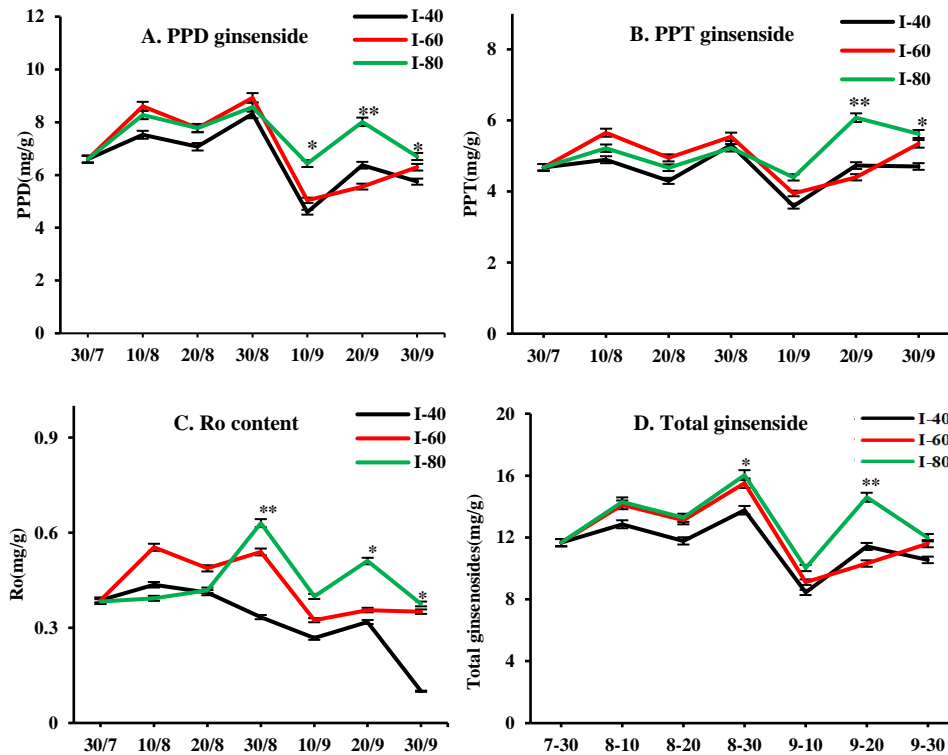 A. PPD ginsenside
I-40
I-60
I-80
PPD(mg/g)
12
10
8
6
4
2
0
* ** *
30/7 10/8 20/8 30/8 10/9 20/9 30/9
B. PPT ginsenside
I-40
I-60
I-80
PPT(mg/g)
8
6
4
2
** *
30/7 10/8 20/8 30/8 10/9 20/9 30/9
C. Ro content
I-40
I-60
I-80
Ro(mg/g)
0.9
0.6
0.3
0
** * *
30/7 10/8 20/8 30/8 10/9 20/9 30/9
D. Total ginsenside
I-40
I-60
I-80
Total ginsenosides(mg/g)
20
16
12
8
4
0
* **
7-30 8-10 8-20 8-30 9-10 9-20 9-30